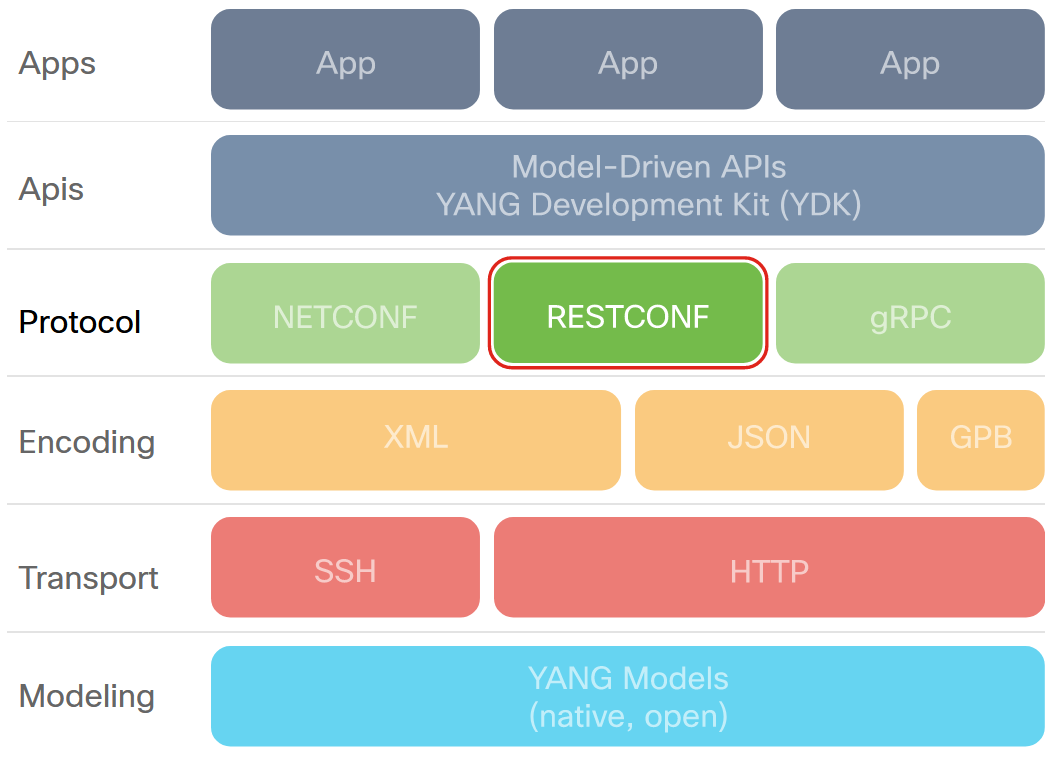 Apps
App
App
App
Apis
Model-Driven APIs
YANG Development Kit (YDK)
Protocol
NETCONF
RESTCONF
gRPC
Encoding
XML
JSON
GPB
Transport
SSH
HTTP
Modeling
YANG Models
(native, open)